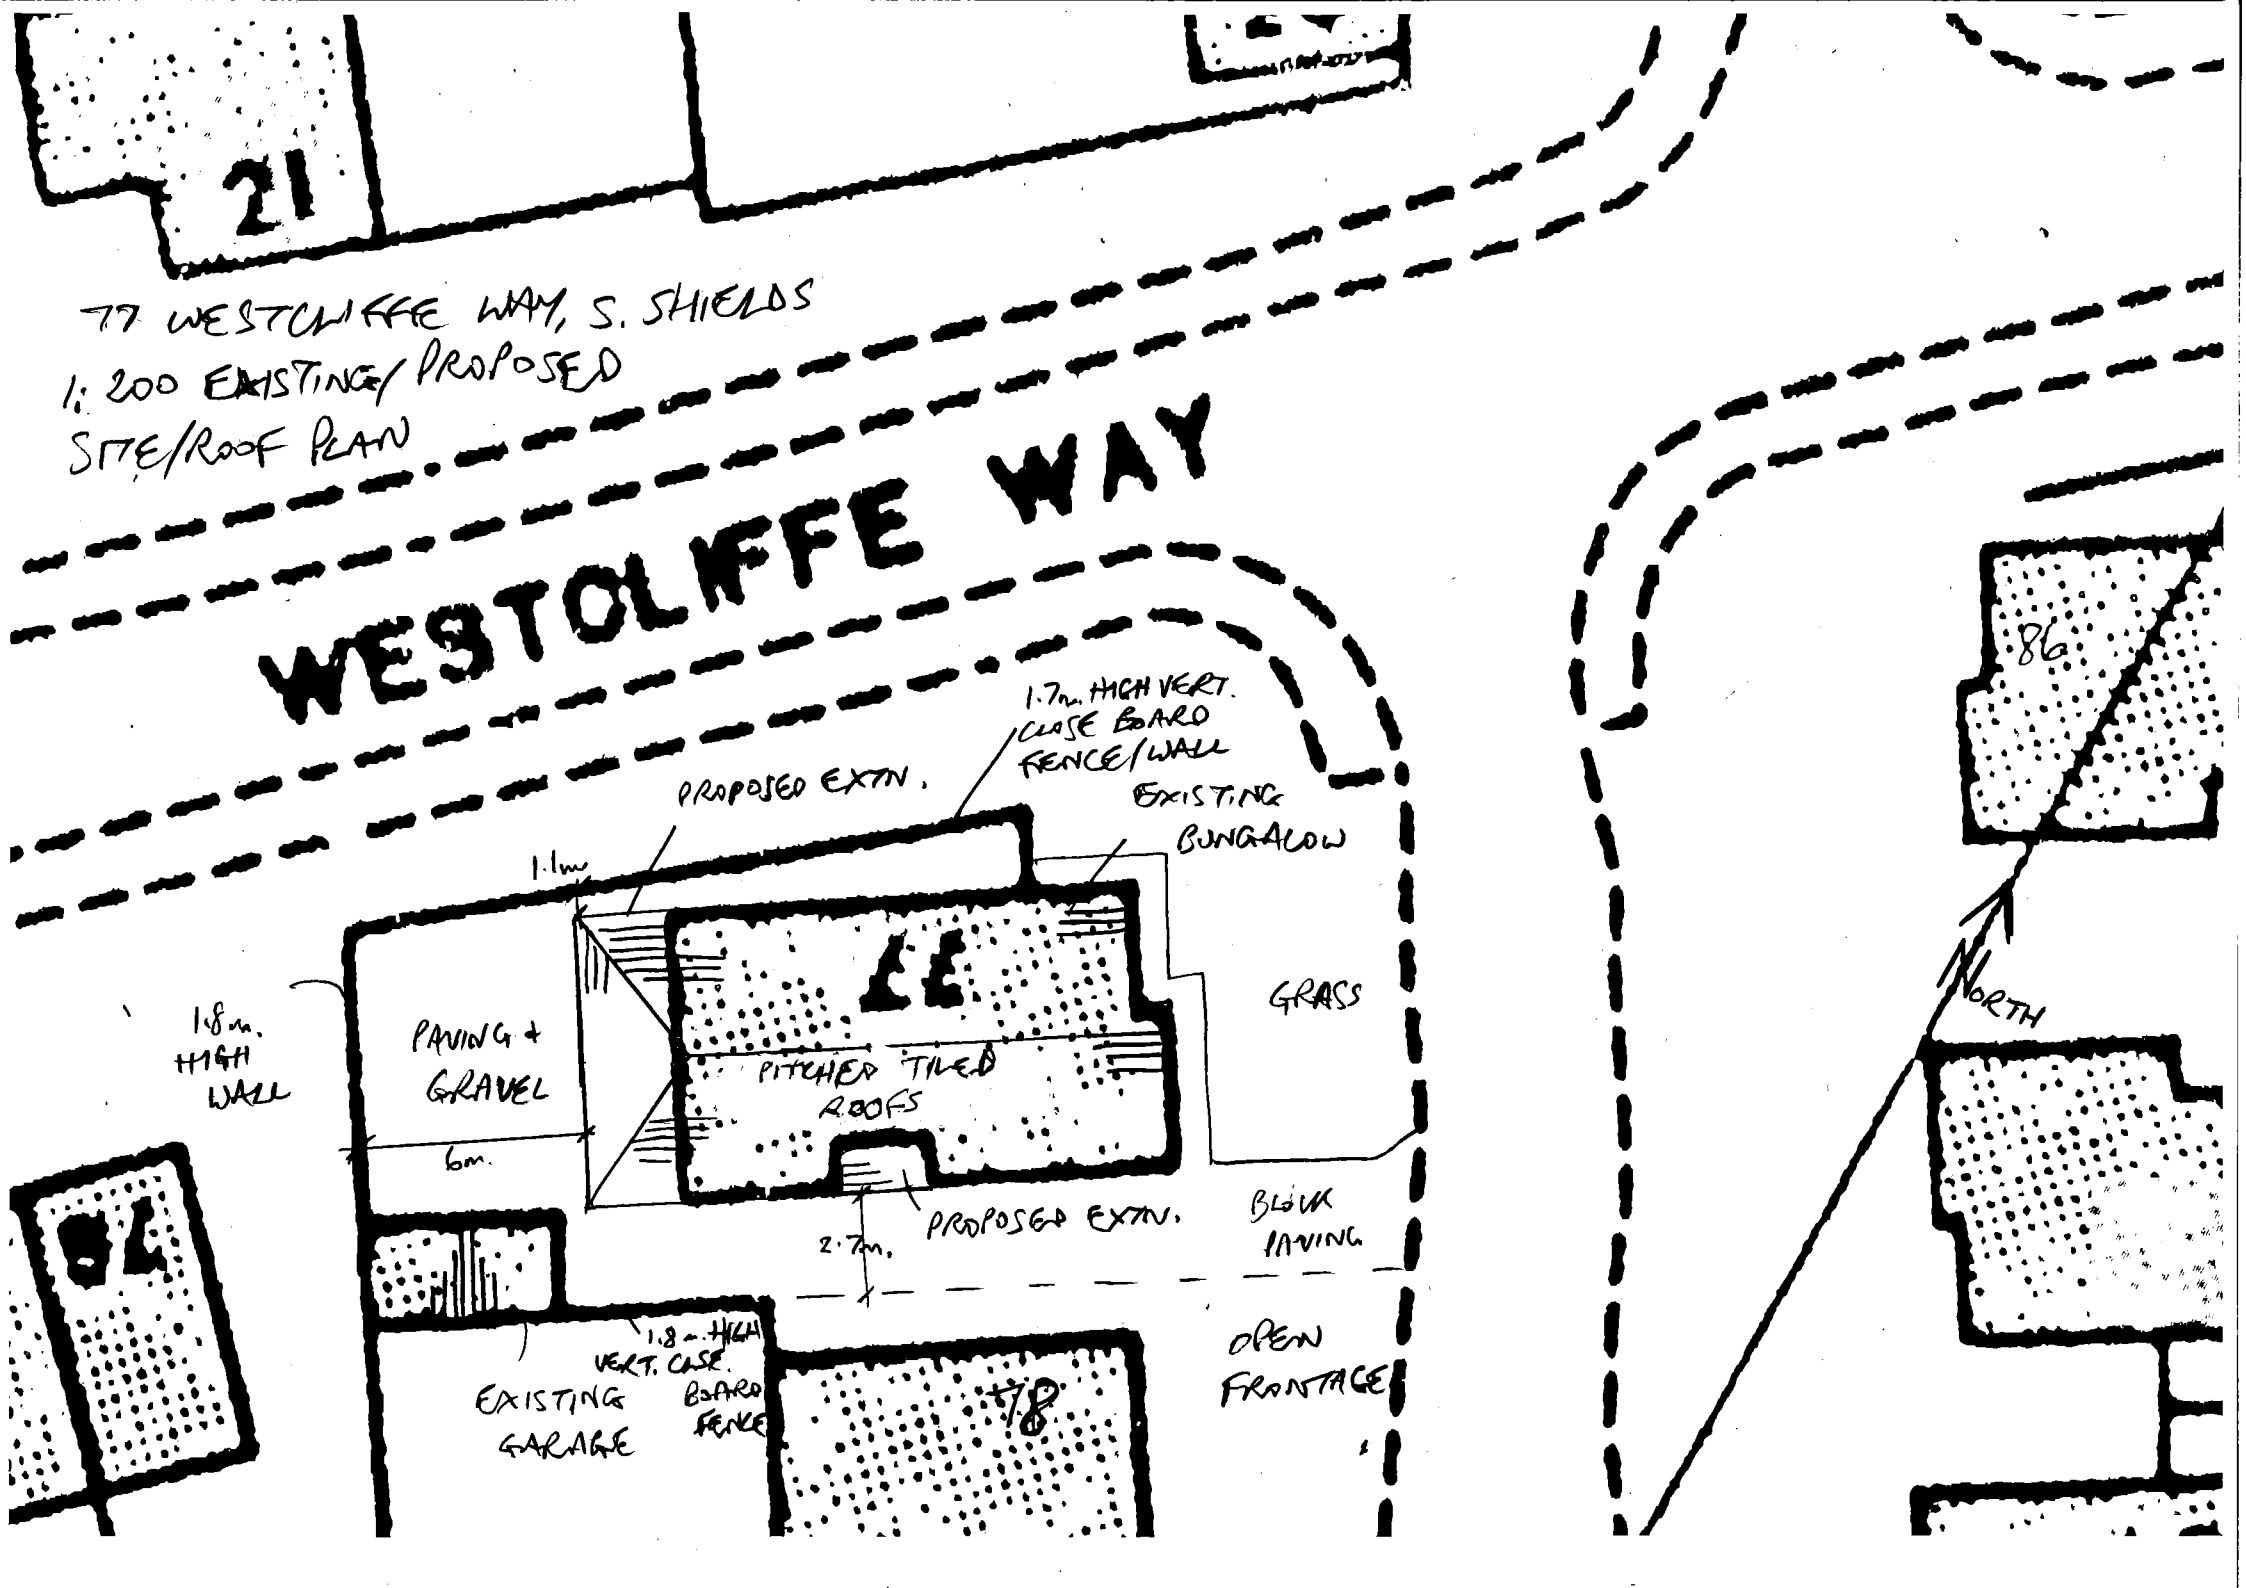 21
77 WESTCLIFFE WAY, S. SHIELDS
1:200 EXISTING/PROPOSED
SITE/ROOF PLAN
WESTCLIFFE WAY
86
1.7m. HIGH VERT.
CLOSE BOARD
FENCE/WALL
PROPOSED EXTN.
EXISTING
BUNGALOW
1.1m
77
GRASS
NORTH
1.8m.
HIGH
WALL
PAVING +
GRAVEL
PITCHED TILED
ROOFS
6m.
PROPOSED EXTN.
2.7m.
BLOCK
PAVING
1.8m. HIGH
VERT. CLSE.
BOARD
FENCE
EXISTING
GARAGE
78
OPEN
FRONTAGE